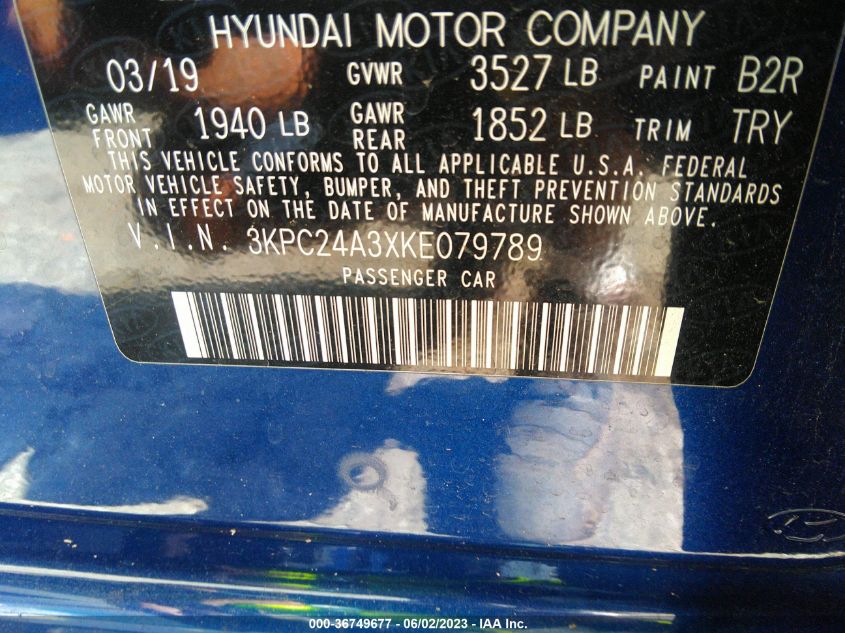 HYUNDAI MOTOR COMPANY
03/19 GVWR 3527 LB PAINT B2R
GAWR FRONT 1940 LB GAWR REAR 1852 LB TRIM TRY
THIS VEHICLE CONFORMS TO ALL APPLICABLE U.S.A. FEDERAL
MOTOR VEHICLE SAFETY, BUMPER, AND THEFT PREVENTION STANDARDS
IN EFFECT ON THE DATE OF MANUFACTURE SHOWN ABOVE.
V.I.N. 3KPC24A3XKE079789
PASSENGER CAR
000-36749677 - 06/02/2023 - IAA Inc.